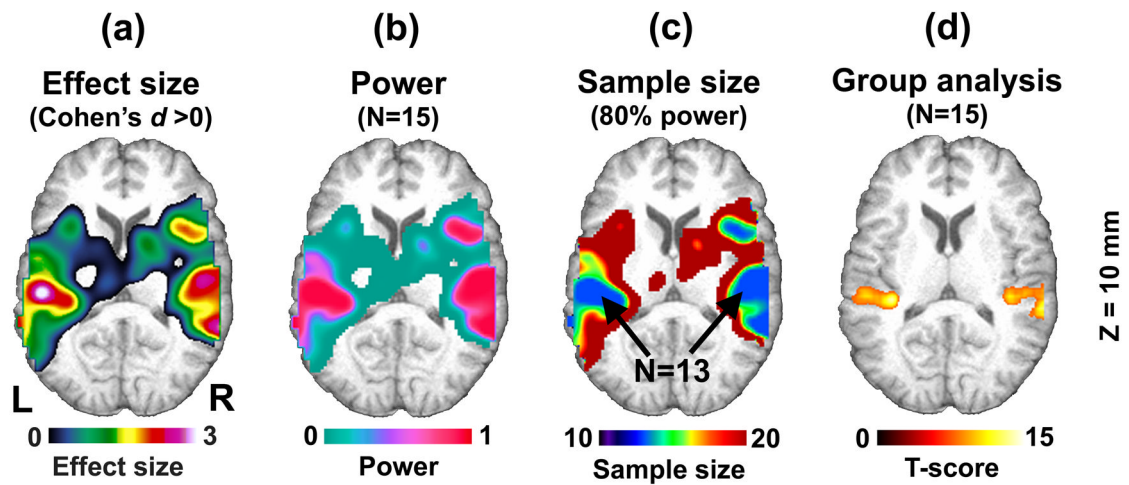 (a) (b) (c) (d)
Effect size Power Sample size Group analysis
(Cohen's d >0) (N=15) (80% power) (N=15)
Z = 10 mm
N=13
L R
0 3 0 1 10 20 0 15
Effect size Power Sample size T-score